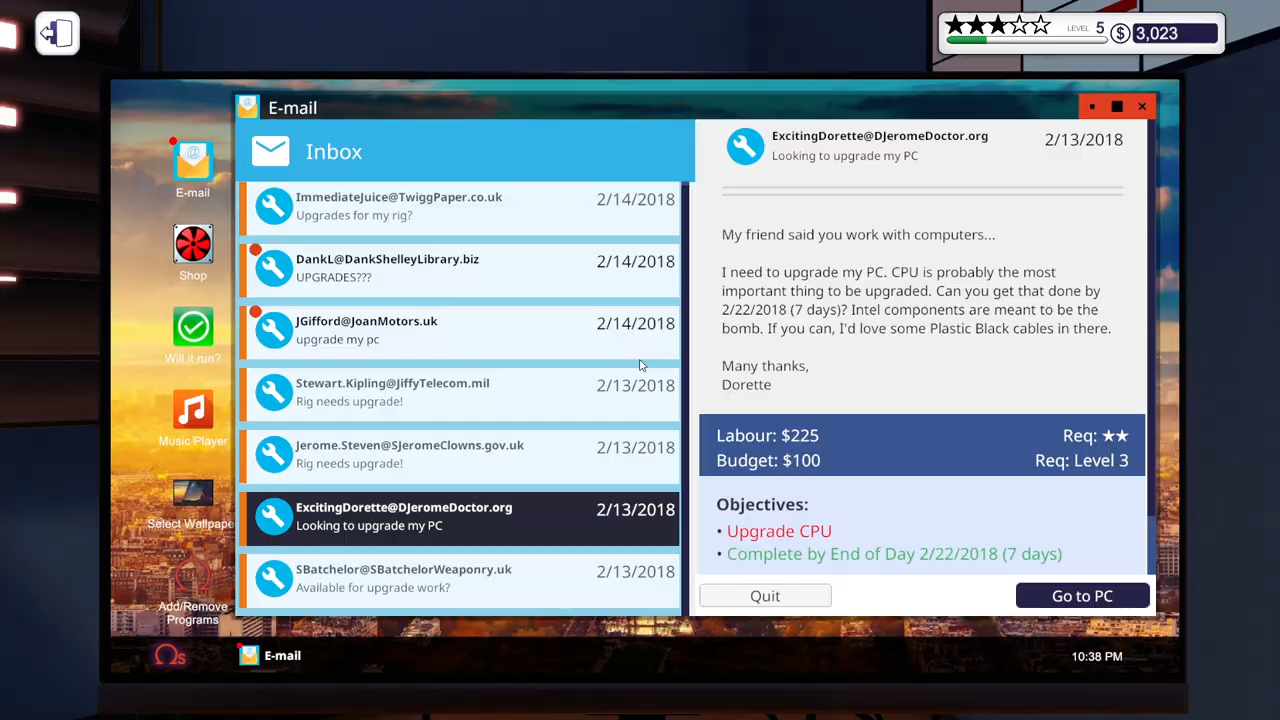 LEVEL 5
$ 3,023
E-mail
Inbox
E-mail
Shop
Will it run?
Music Player
Select Wallpape
Add/Remove
Programs
ImmediateJuice@TwiggPaper.co.uk 2/14/2018
Upgrades for my rig?
DankL@DankShelleyLibrary.biz 2/14/2018
UPGRADES???
JGifford@JoanMotors.uk 2/14/2018
upgrade my pc
Stewart.Kipling@JiffyTelecom.mil 2/13/2018
Rig needs upgrade!
Jerome.Steven@SJeromeClowns.gov.uk 2/13/2018
Rig needs upgrade!
ExcitingDorette@DJeromeDoctor.org 2/13/2018
Looking to upgrade my PC
SBatchelor@SBatchelorWeaponry.uk 2/13/2018
Available for upgrade work?
ExcitingDorette@DJeromeDoctor.org 2/13/2018
Looking to upgrade my PC
My friend said you work with computers...
I need to upgrade my PC. CPU is probably the most
important thing to be upgraded. Can you get that done by
2/22/2018 (7 days)? Intel components are meant to be the
bomb. If you can, I'd love some Plastic Black cables in there.
Many thanks,
Dorette
Labour: $225 Req: ★★
Budget: $100 Req: Level 3
Objectives:
• Upgrade CPU
• Complete by End of Day 2/22/2018 (7 days)
Quit Go to PC
Ωs E-mail 10:38 PM